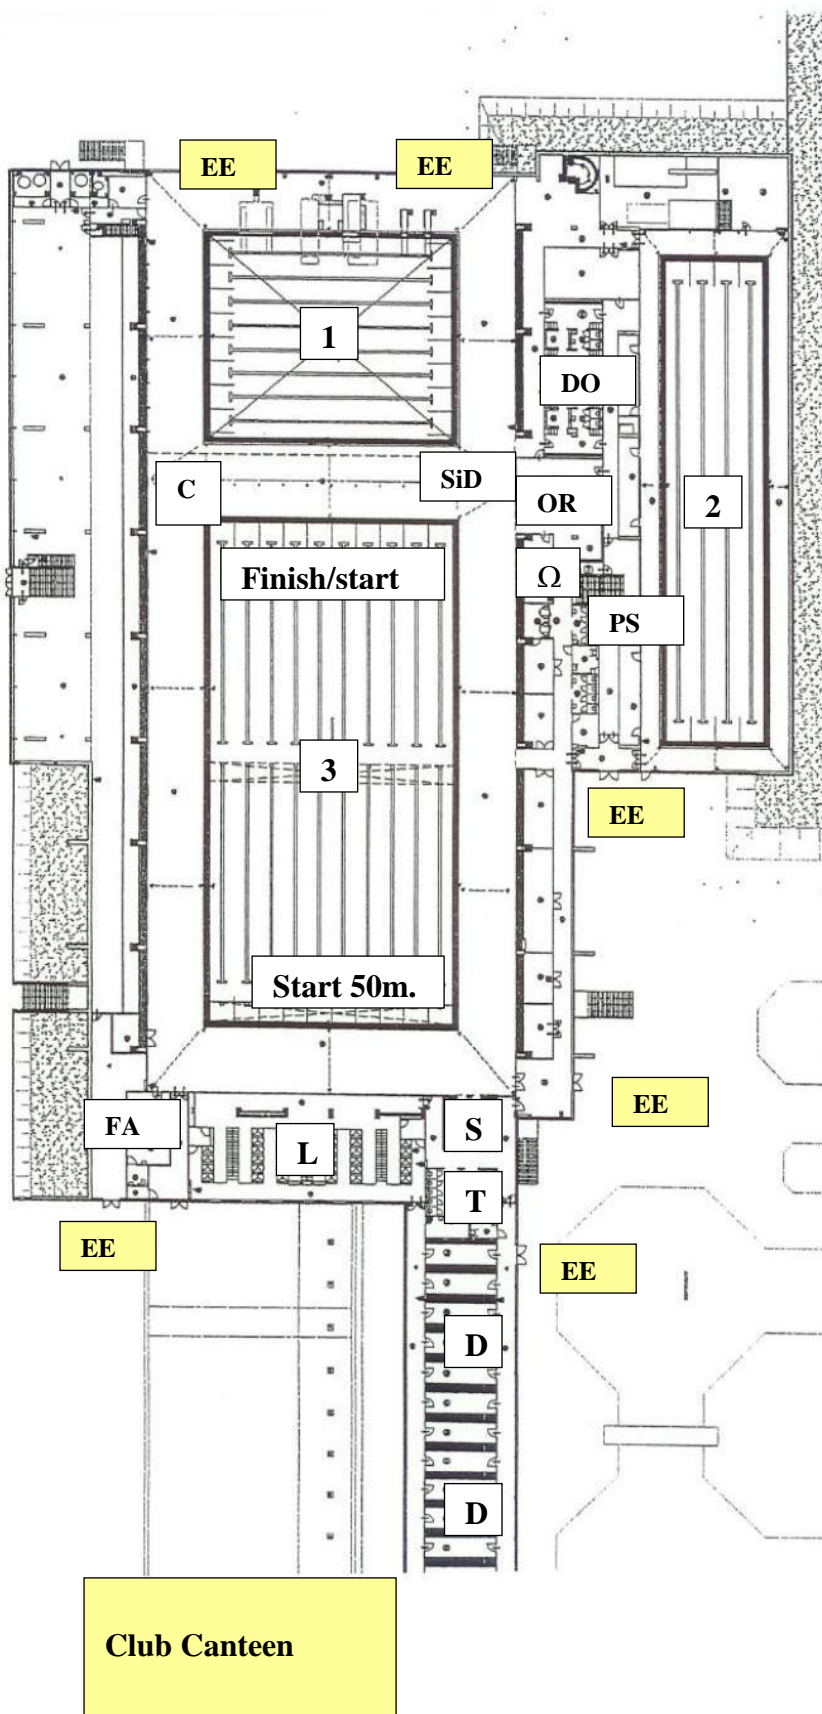 EE
EE
1
DO
SiD
C
OR
2
Finish/start
Ω
PS
3
EE
Start 50m.
EE
FA
S
L
T
EE
EE
D
D
Club Canteen